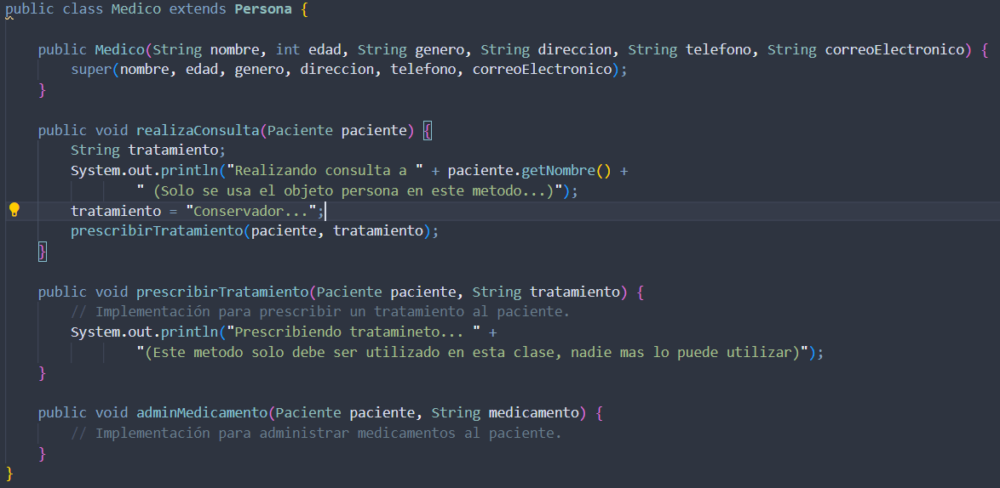 public class Medico extends Persona {
public Medico(String nombre, int edad, String genero, String direccion, String telefono, String correoElectronico) {
super(nombre, edad, genero, direccion, telefono, correoElectronico);
}
public void realizaConsulta(Paciente paciente) {
String tratamiento;
System.out.println("Realizando consulta a " + paciente.getNombre() +
" (Solo se usa el objeto persona en este metodo...)");
tratamiento = "Conservador...";
prescribirTratamiento(paciente, tratamiento);
}
public void prescribirTratamiento(Paciente paciente, String tratamiento) {
// Implementación para prescribir un tratamiento al paciente.
System.out.println("Prescribiendo tratamineto... " +
"(Este metodo solo debe ser utilizado en esta clase, nadie mas lo puede utilizar)");
}
public void adminMedicamento(Paciente paciente, String medicamento) {
// Implementación para administrar medicamentos al paciente.
}
}